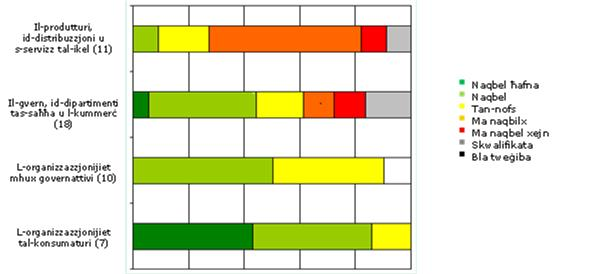 Il-produtturi,
id-distribuzzjoni u
s-servizz tal-ikel (11)
Il-gvern, id-dipartimenti
tas-saħħa u l-kummerċ
(18)
L-organizzazzjonijiet
mhux governattivi (10)
L-organizzazzjonijiet
tal-konsumaturi (7)
Naqbel ħafna
Naqbel
Tan-nofs
Ma naqbilx
Ma naqbel xejn
Skwalifikata
Bla tweġiba